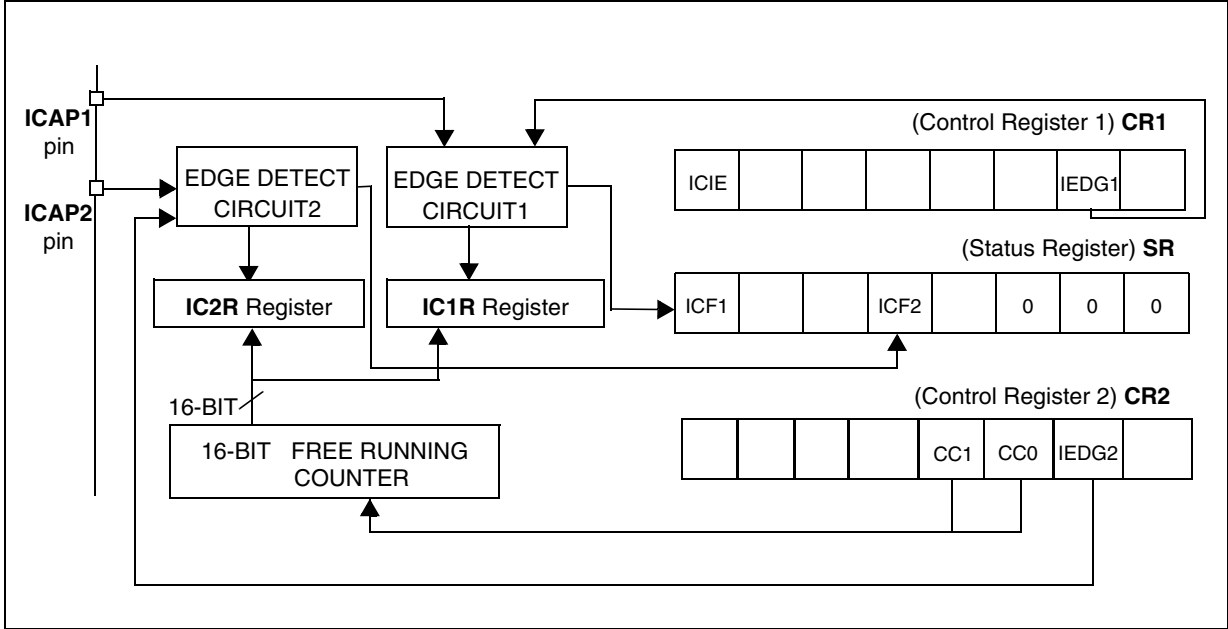 ICAP1
pin
ICAP2
pin
EDGE DETECT
CIRCUIT2
EDGE DETECT
CIRCUIT1
IC2R Register
IC1R Register
16-BIT
16-BIT FREE RUNNING
COUNTER
(Control Register 1) CR1
ICIE
IEDG1
(Status Register) SR
ICF1 ICF2 0 0 0
(Control Register 2) CR2
CC1 CC0 IEDG2